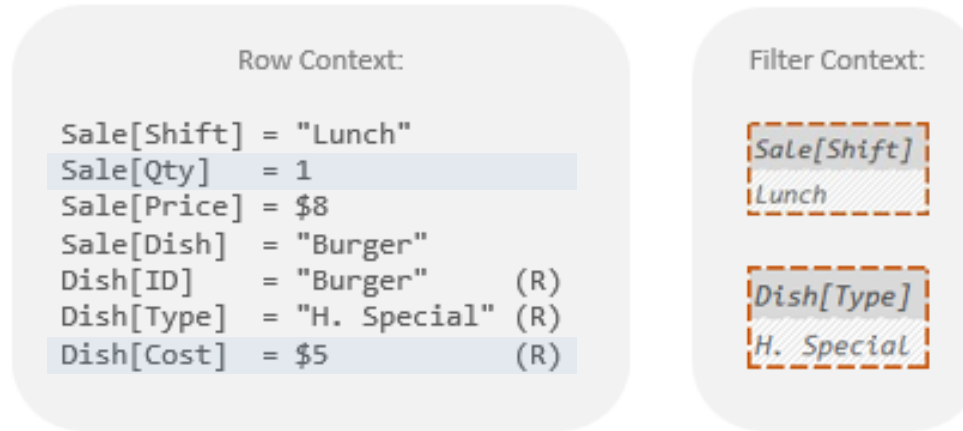 Row Context:
Sale[Shift] = "Lunch"
Sale[Qty] = 1
Sale[Price] = $8
Sale[Dish] = "Burger"
Dish[ID] = "Burger" (R)
Dish[Type] = "H. Special" (R)
Dish[Cost] = $5 (R)
Filter Context:
Sale[Shift]
Lunch
Dish[Type]
H. Special